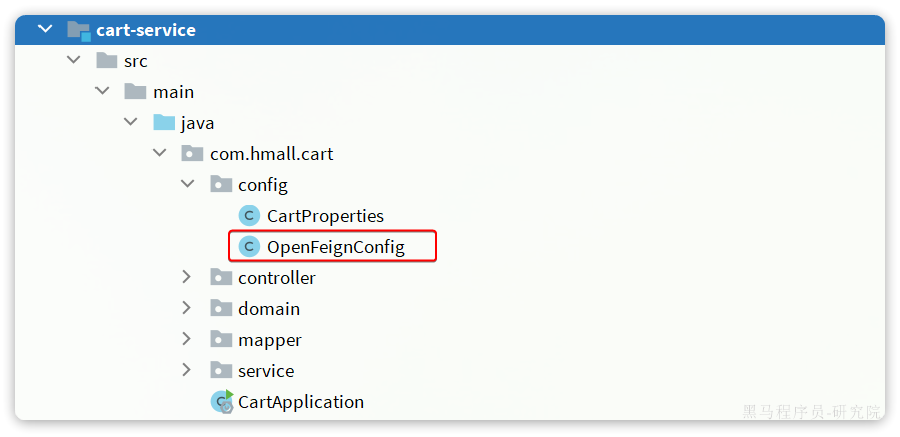 cart-service
src
main
java
com.hmall.cart
config
CartProperties
OpenFeignConfig
controller
domain
mapper
service
CartApplication
黑马程序员-研究院